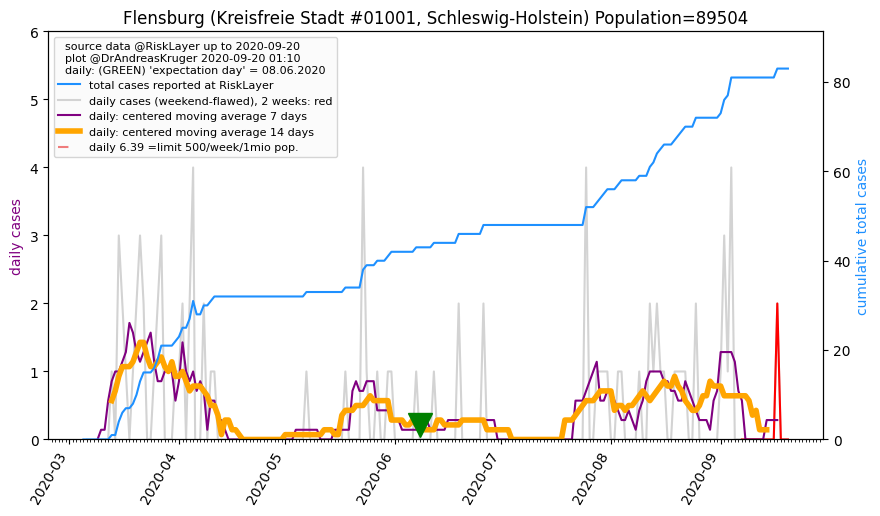 Flensburg (Kreisfreie Stadt #01001, Schleswig-Holstein) Population=89504
source data @RiskLayer up to 2020-09-20
plot @DrAndreasKruger 2020-09-20 01:10
daily: (GREEN) 'expectation day' = 08.06.2020
total cases reported at RiskLayer
daily cases (weekend-flawed), 2 weeks: red
daily: centered moving average 7 days
daily: centered moving average 14 days
daily 6.39 =limit 500/week/1mio pop.
daily cases
6
5
4
3
2
1
0
cumulative total cases
80
60
40
20
0
2020-03
2020-04
2020-05
2020-06
2020-07
2020-08
2020-09